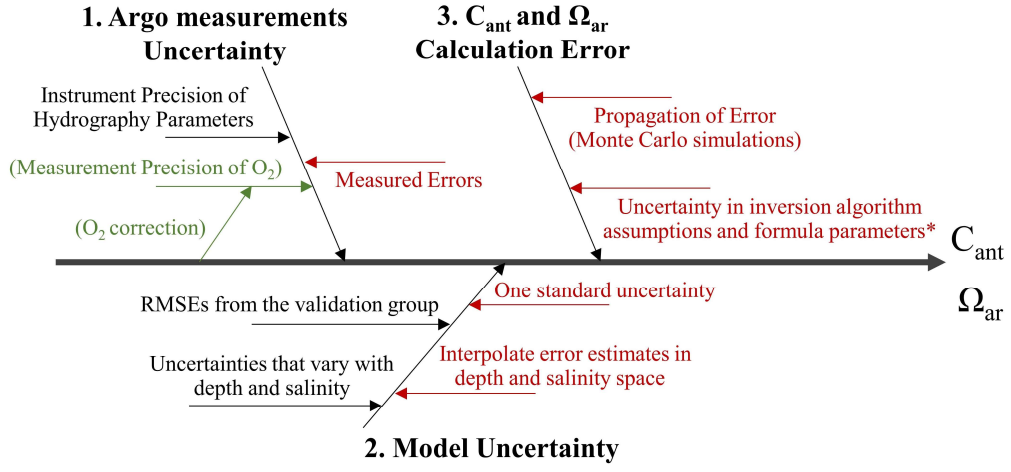 1. Argo measurements
Uncertainty
3. Cant and Ωar
Calculation Error
Instrument Precision of
Hydrography Parameters
(Measurement Precision of O2)
(O2 correction)
Measured Errors
Propagation of Error
(Monte Carlo simulations)
Uncertainty in inversion algorithm
assumptions and formula parameters*
Cant
Ωar
RMSEs from the validation group
One standard uncertainty
Uncertainties that vary with
depth and salinity
Interpolate error estimates in
depth and salinity space
2. Model Uncertainty